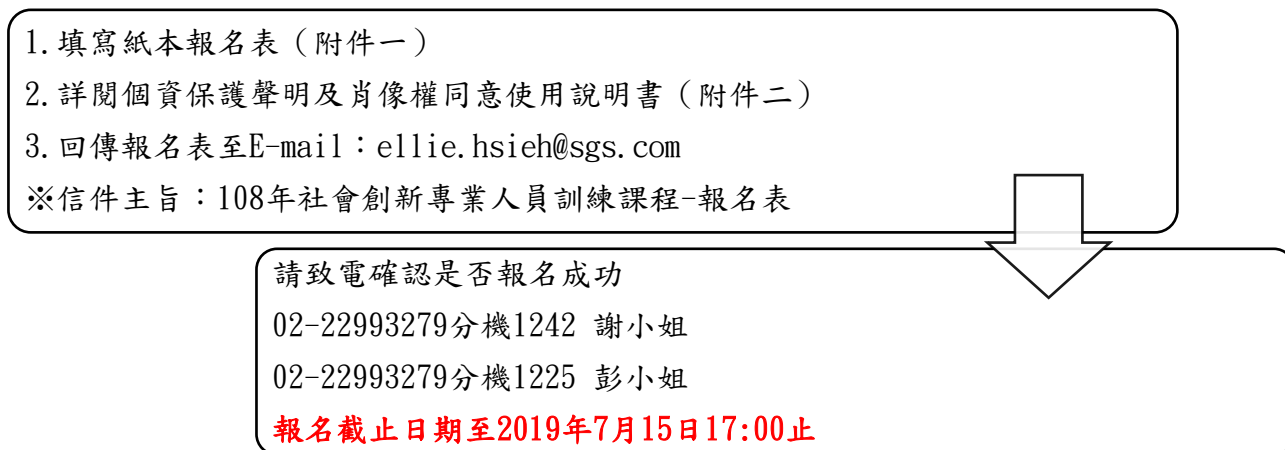 1.填寫紙本報名表（附件一）
2.詳閱個資保護聲明及肖像權同意使用說明書（附件二）
3.回傳報名表至E-mail：ellie.hsieh@sgs.com
※信件主旨：108年社會創新專業人員訓練課程-報名表
請致電確認是否報名成功
02-22993279分機1242 謝小姐
02-22993279分機1225 彭小姐
報名截止日期至2019年7月15日17:00止